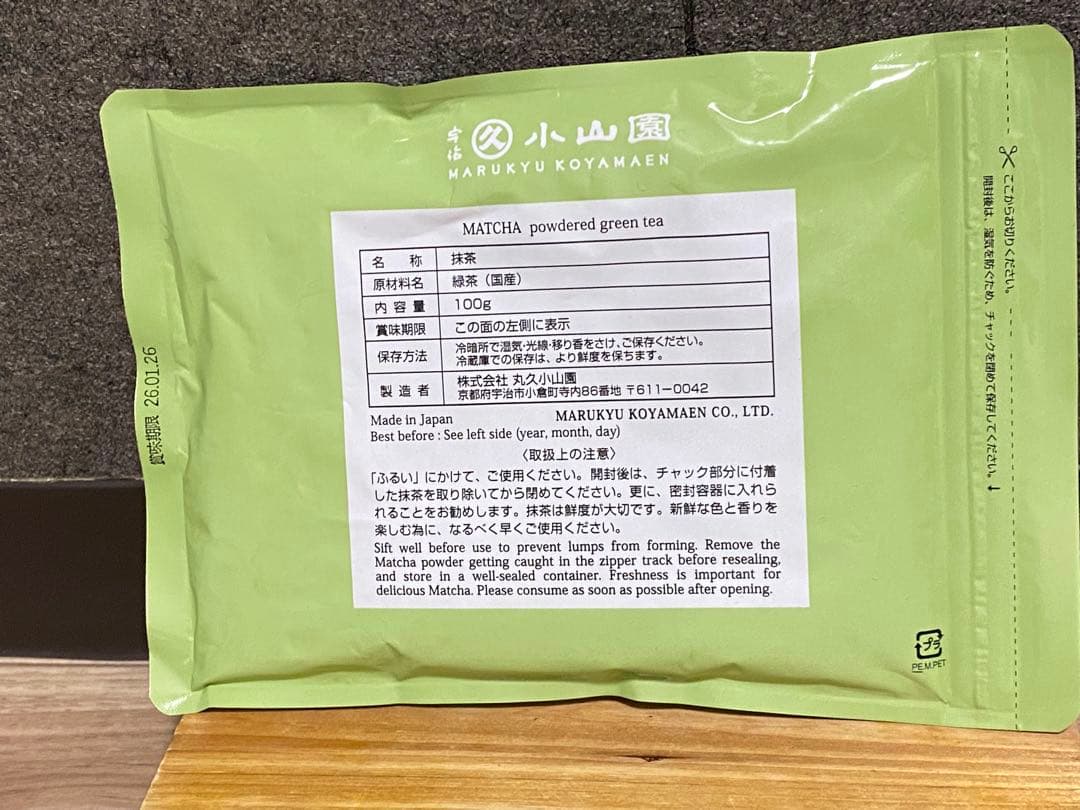 宇治 久 小山園
MARUKYU KOYAMAEN
MATCHA powdered green tea
名 称 抹茶
原材料名 緑茶（国産）
内容量 100g
賞味期限 この面の左側に表示
保存方法 冷暗所で湿気・光線・移り香をさけ、ご保存ください。
冷蔵庫での保存は、より鮮度を保ちます。
製造者 株式会社 丸久小山園
京都府宇治市小倉町寺内86番地 〒611-0042
Made in Japan MARUKYU KOYAMAEN CO., LTD.
Best before : See left side (year, month, day)
〈取扱上の注意〉
「ふるい」にかけて、ご使用ください。開封後は、チャック部分に付着
した抹茶を取り除いてから閉めてください。更に、密封容器に入れら
れることをお勧めします。抹茶は鮮度が大切です。新鮮な色と香りを
楽しむ為に、なるべく早くご使用ください。
Sift well before use to prevent lumps from forming. Remove the
Matcha powder getting caught in the zipper track before resealing,
and store in a well-sealed container. Freshness is important for
delicious Matcha. Please consume as soon as possible after opening.
賞味期限 26.01.26
ここからお切りください。
開封後は、湿気を防ぐため、チャックを閉めて保存してください。↓
プラ
PE.M.PET